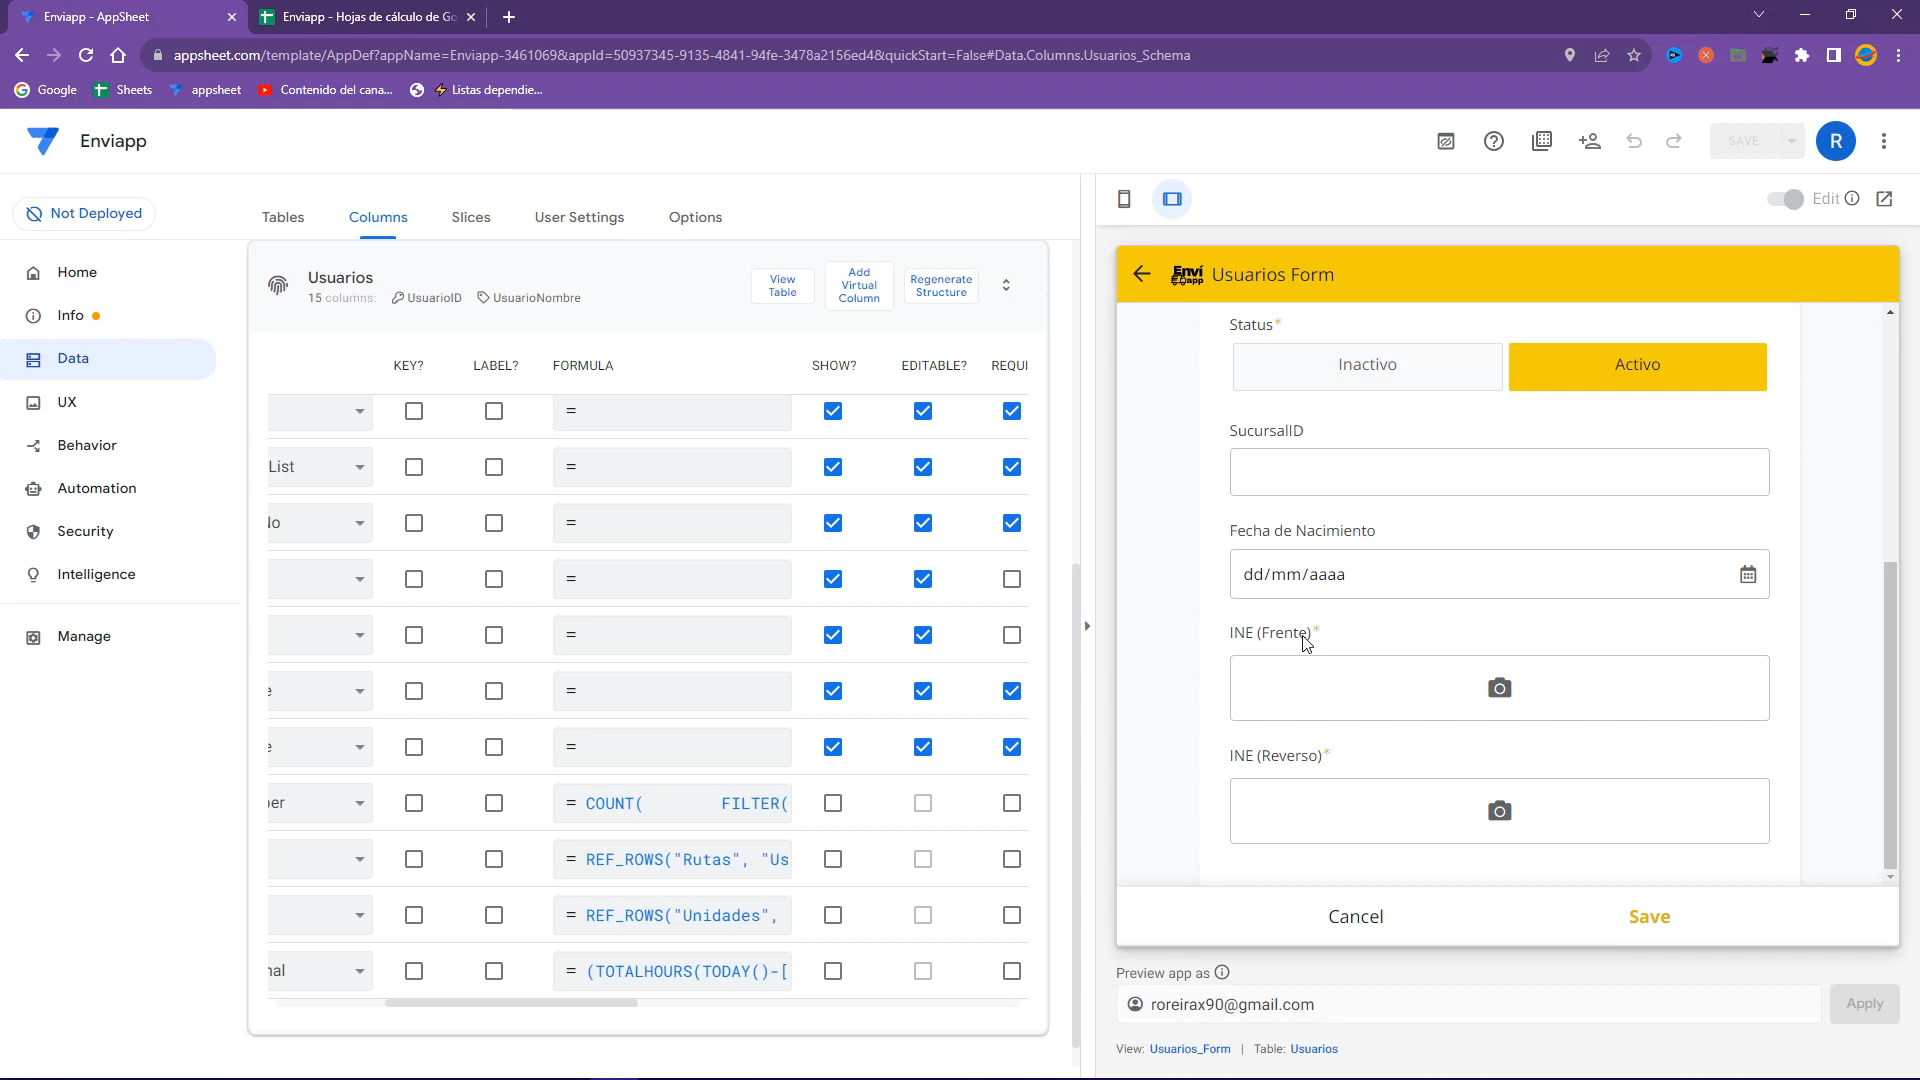 Enviapp - AppSheet
Enviapp - Hojas de cálculo de Go
appsheet.com/template/AppDef?appName=Enviapp-3461069&appId=50937345-9135-4841-94fe-3478a2156ed4&quickStart=False#Data.Columns.Usuarios_Schema
Google
Sheets
appsheet
Contenido del cana...
Listas dependie...
Enviapp
SAVE
R
Not Deployed
Home
Info
Data
UX
Behavior
Automation
Security
Intelligence
Manage
Tables
Columns
Slices
User Settings
Options
Usuarios
15 columns:
UsuarioID
UsuarioNombre
View
Table
Add
Virtual
Column
Regenerate
Structure
KEY?
LABEL?
FORMULA
SHOW?
EDITABLE?
REQUI
=
List
=
=
=
=
e
=
e
=
= COUNT( FILTER(
= REF_ROWS("Rutas", "Us
= REF_ROWS("Unidades",
= (TOTALHOURS(TODAY()-[
Edit
Enví
app
Usuarios Form
Status*
Inactivo
Activo
SucursalID
Fecha de Nacimiento
dd/mm/aaaa
INE (Frente)*
INE (Reverso)*
Cancel
Save
Preview app as
roreirax90@gmail.com
Apply
View: Usuarios_Form | Table: Usuarios